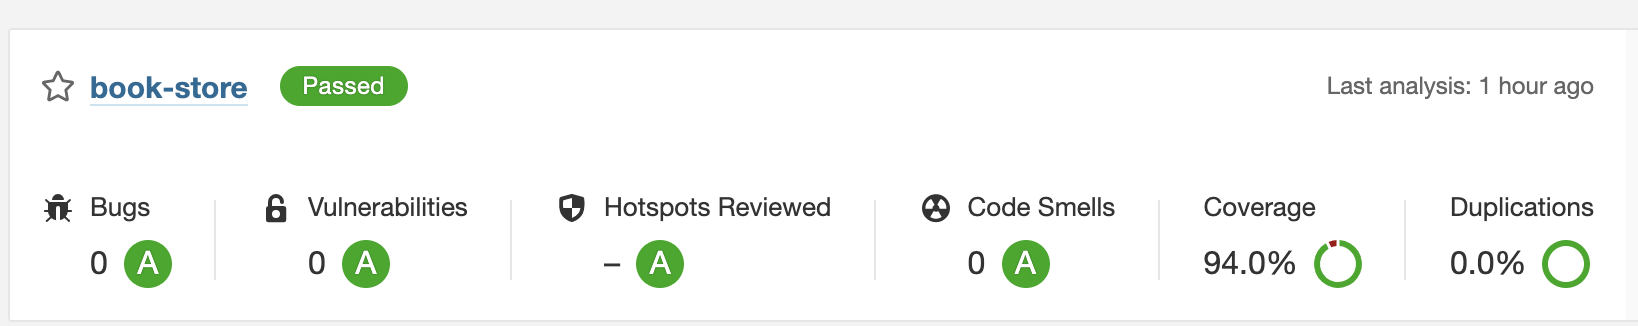 book-store Passed Last analysis: 1 hour ago
Bugs Vulnerabilities Hotspots Reviewed Code Smells Coverage Duplications
0 A 0 A – A 0 A 94.0% 0.0%